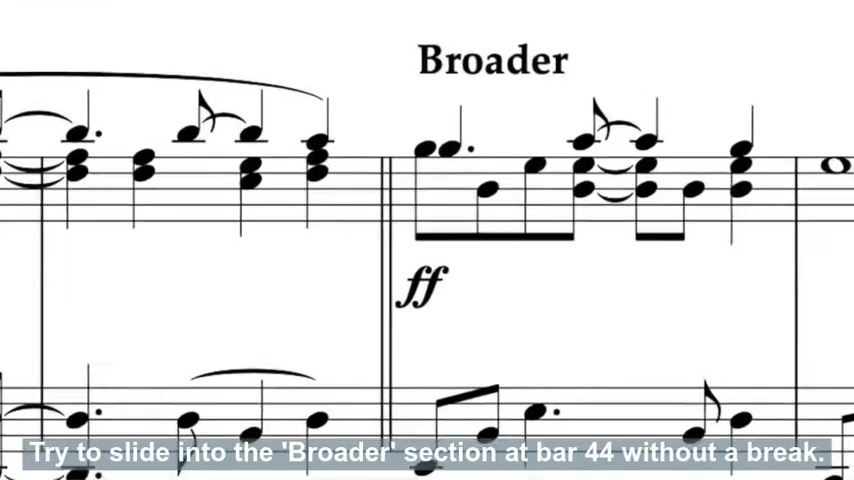 Broader
ff
Try to slide into the 'Broader' section at bar 44 without a break.